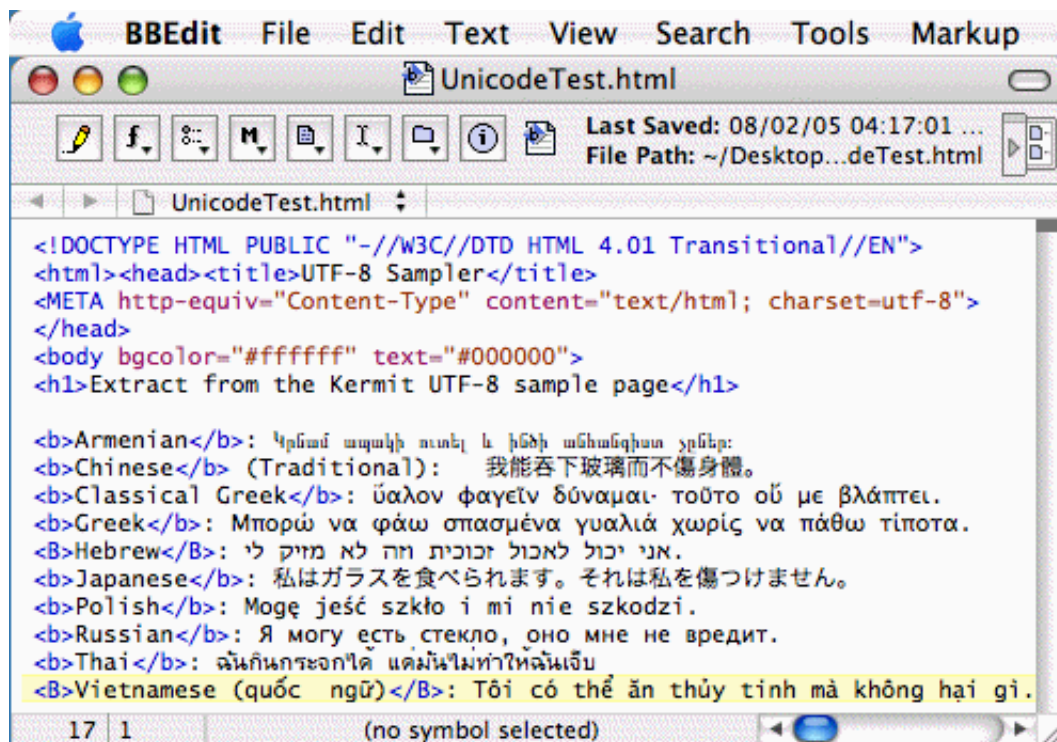 BBEdit File Edit Text View Search Tools Markup
UnicodeTest.html
Last Saved: 08/02/05 04:17:01 ...
File Path: ~/Desktop...deTest.html
UnicodeTest.html
<!DOCTYPE HTML PUBLIC "-//W3C//DTD HTML 4.01 Transitional//EN">
<html><head><title>UTF-8 Sampler</title>
<META http-equiv="Content-Type" content="text/html; charset=utf-8">
</head>
<body bgcolor="#ffffff" text="#000000">
<h1>Extract from the Kermit UTF-8 sample page</h1>
<b>Armenian</b>: Կրնամ ապակի ուտել և ինծի անհանգիստ չըներ։
<b>Chinese</b> (Traditional): 我能吞下玻璃而不傷身體。
<b>Classical Greek</b>: ὕαλον φαγεῖν δύναμαι· τοῦτο οὔ με βλάπτει.
<b>Greek</b>: Μπορώ να φάω σπασμένα γυαλιά χωρίς να πάθω τίποτα.
<B>Hebrew</B>: אני יכול לאכול זכוכית וזה לא מזיק לי.
<b>Japanese</b>: 私はガラスを食べられます。それは私を傷つけません。
<b>Polish</b>: Mogę jeść szkło i mi nie szkodzi.
<b>Russian</b>: Я могу есть стекло, оно мне не вредит.
<b>Thai</b>: ฉันกินกระจกได้ แต่มันไม่ทำให้ฉันเจ็บ
<B>Vietnamese (quốc ngữ)</B>: Tôi có thể ăn thủy tinh mà không hại gì.
17 1 (no symbol selected)